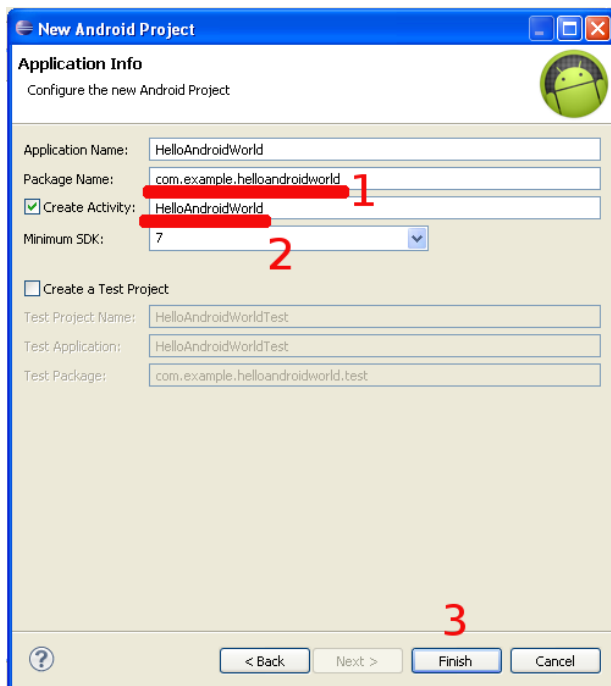 New Android Project
Application Info
Configure the new Android Project
Application Name: HelloAndroidWorld
Package Name: com.example.helloandroidworld 1
Create Activity: HelloAndroidWorld
Minimum SDK: 7 2
Create a Test Project
Test Project Name: HelloAndroidWorldTest
Test Application: HelloAndroidWorldTest
Test Package: com.example.helloandroidworld.test
3
? < Back Next > Finish Cancel